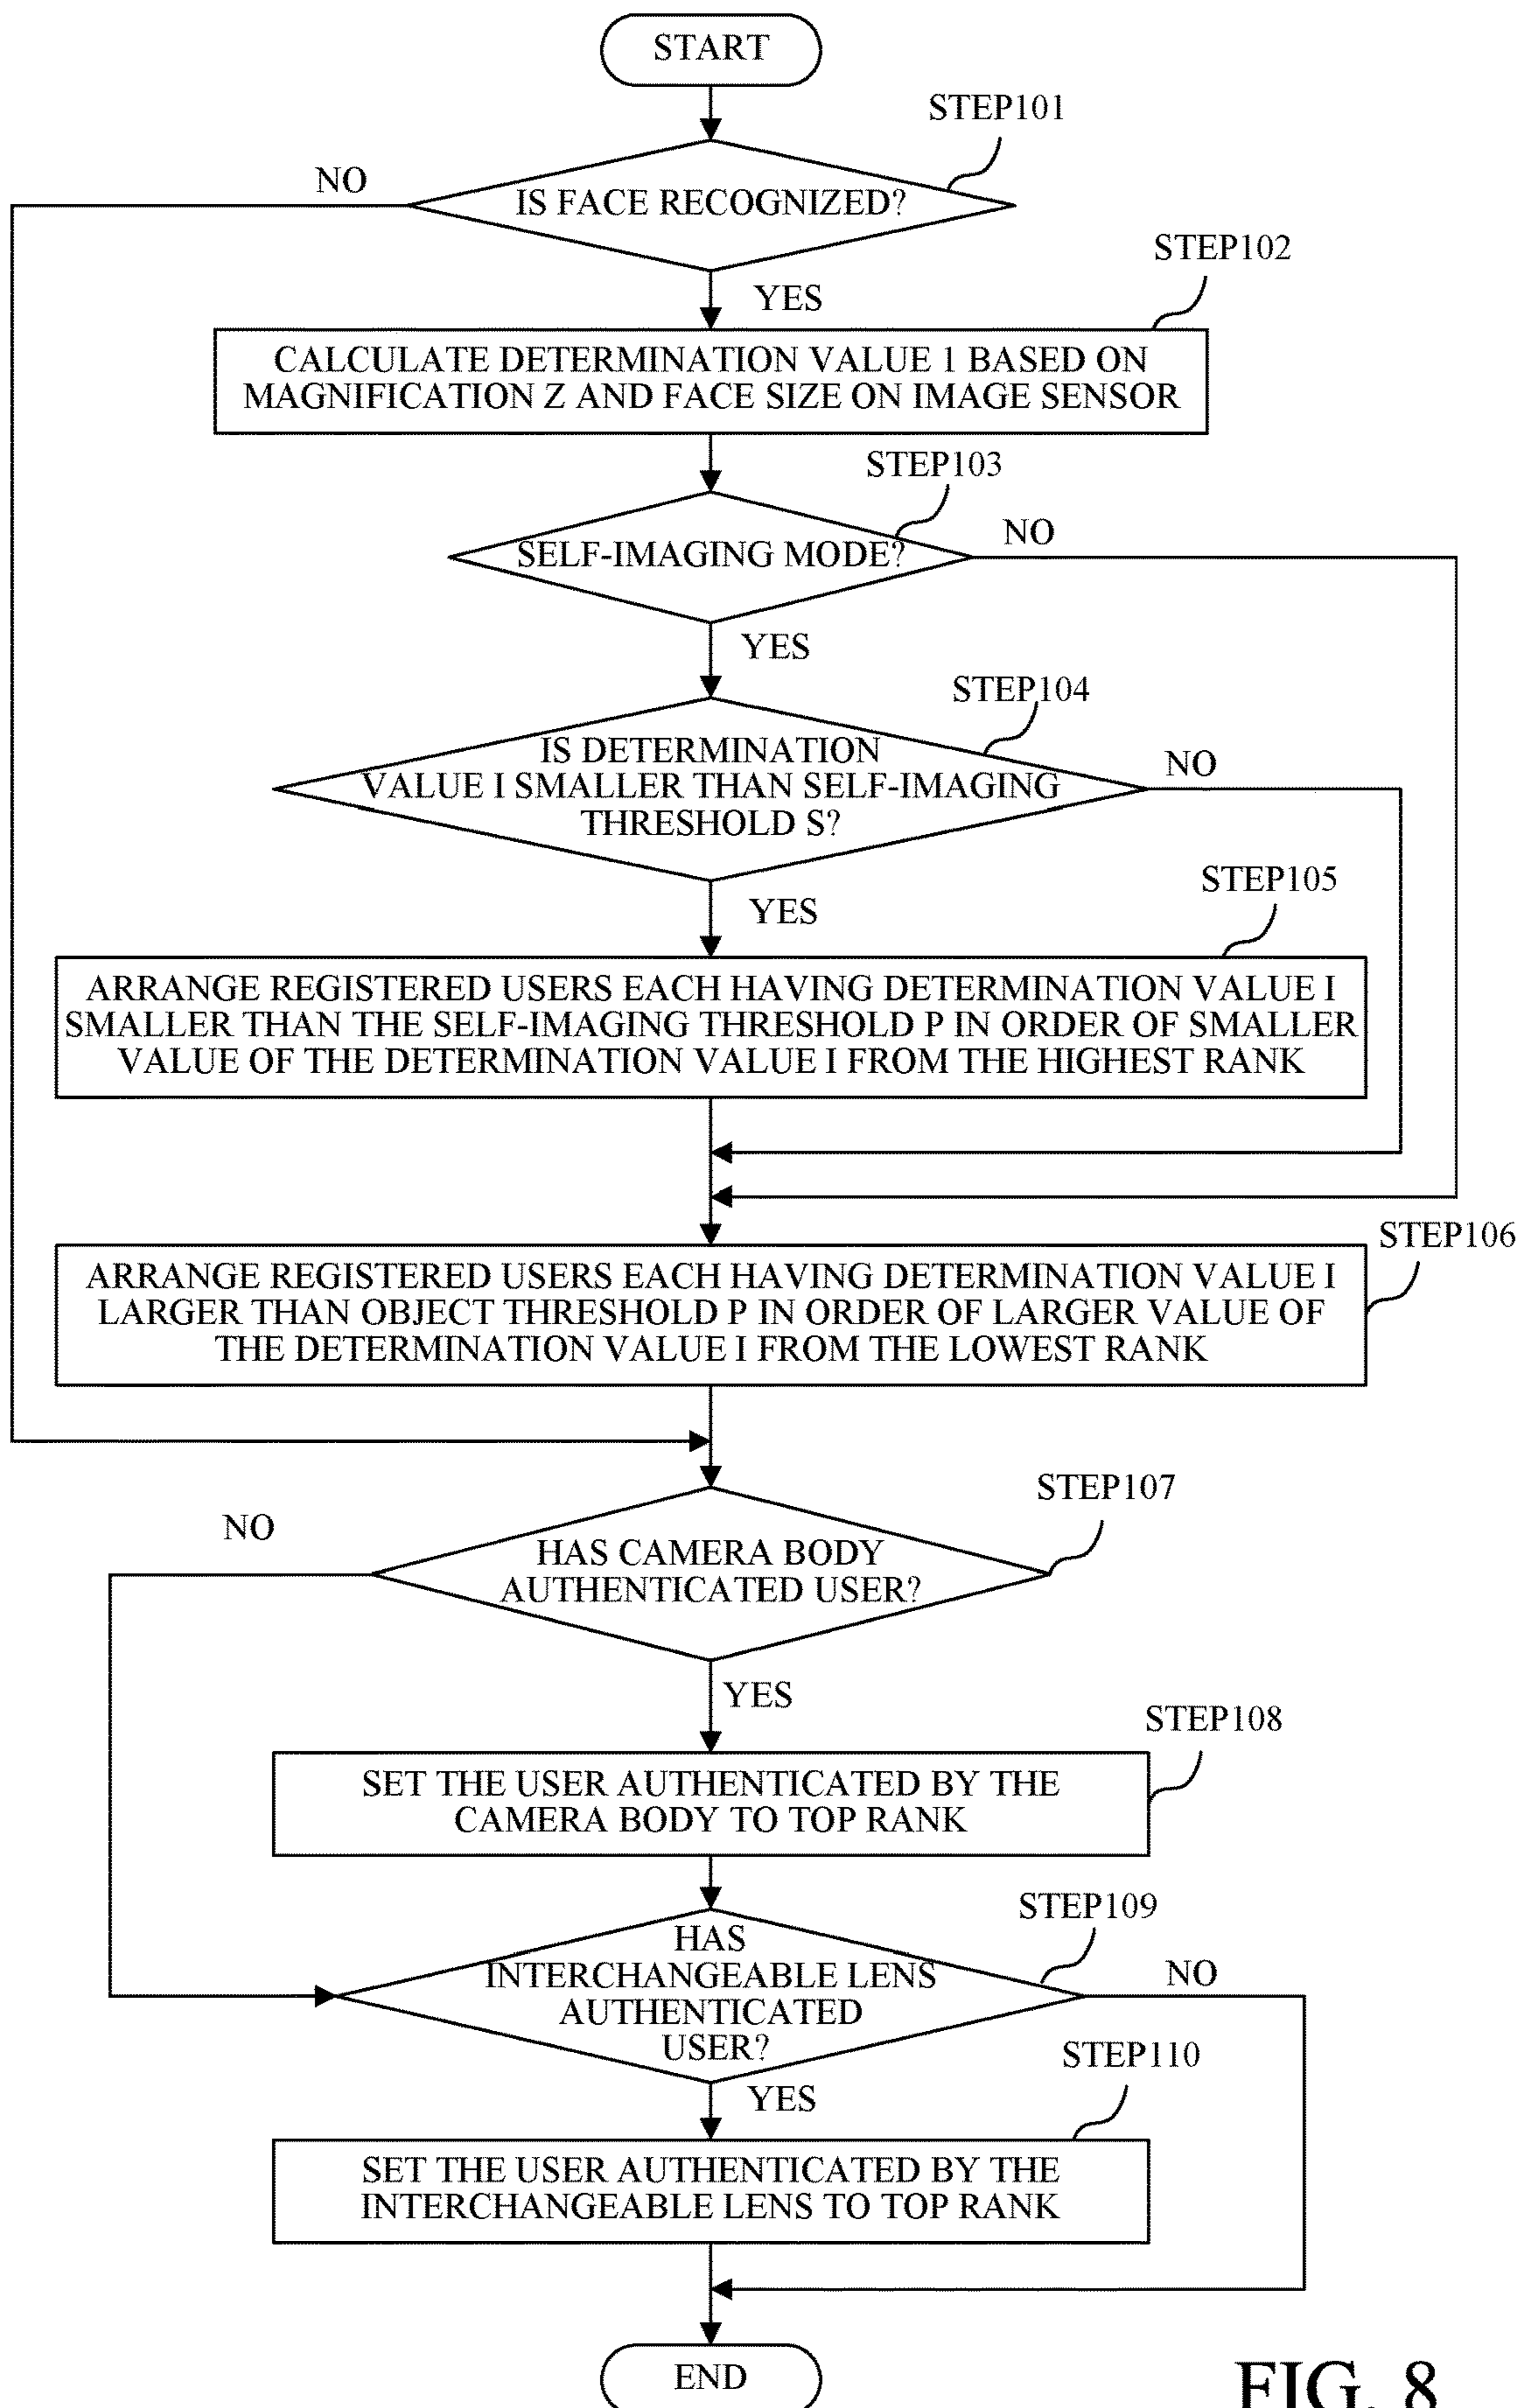 START
STEP101
NO
IS FACE RECOGNIZED?
STEP102
YES
CALCULATE DETERMINATION VALUE 1 BASED ON
MAGNIFICATION Z AND FACE SIZE ON IMAGE SENSOR
STEP103
NO
SELF-IMAGING MODE?
YES
STEP104
IS DETERMINATION
NO
VALUE I SMALLER THAN SELF-IMAGING
THRESHOLD S?
STEP105
YES
ARRANGE REGISTERED USERS EACH HAVING DETERMINATION VALUE I
SMALLER THAN THE SELF-IMAGING THRESHOLD P IN ORDER OF SMALLER
VALUE OF THE DETERMINATION VALUE I FROM THE HIGHEST RANK
STEP106
ARRANGE REGISTERED USERS EACH HAVING DETERMINATION VALUE I
LARGER THAN OBJECT THRESHOLD P IN ORDER OF LARGER VALUE OF
THE DETERMINATION VALUE I FROM THE LOWEST RANK
STEP107
NO
HAS CAMERA BODY
AUTHENTICATED USER?
YES
STEP108
SET THE USER AUTHENTICATED BY THE
CAMERA BODY TO TOP RANK
STEP109
HAS
INTERCHANGEABLE LENS
NO
AUTHENTICATED
USER?
STEP110
YES
SET THE USER AUTHENTICATED BY THE
INTERCHANGEABLE LENS TO TOP RANK
END
FIG. 8